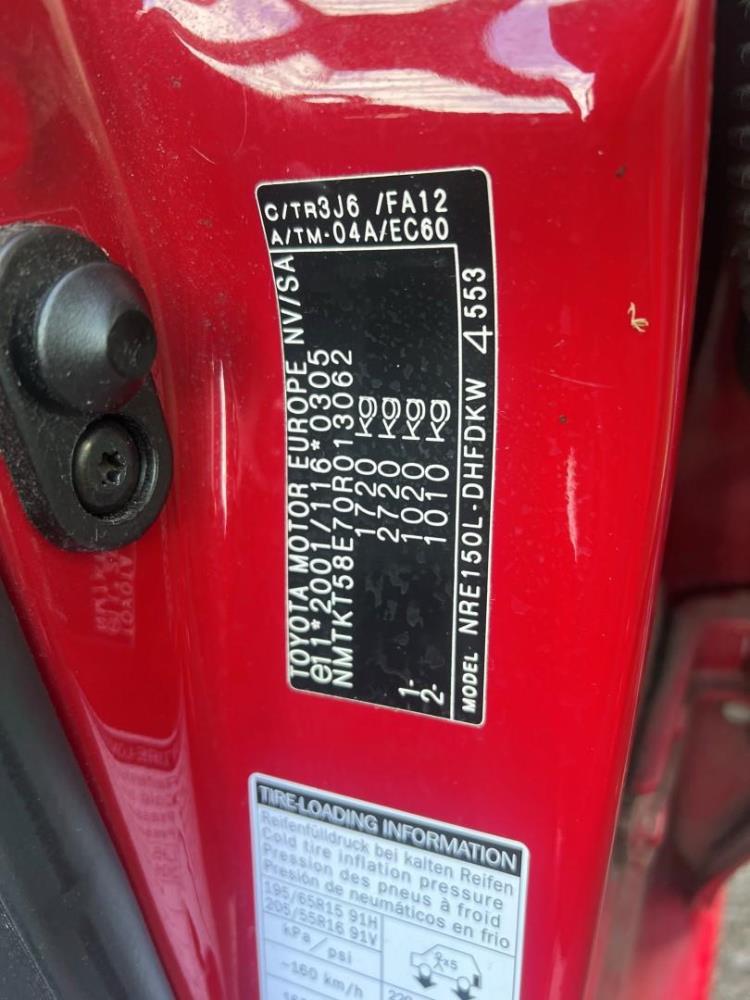 C/TR3J6 /FA12
A/TM-04A/EC60
TOYOTA MOTOR EUROPE NV/SA
e11*2001/116*0305
NMTKT58E70R013062
1720 kg
2720 kg
1- 1020 kg
2- 1010 kg
MODEL NRE150L-DHFDKW 4553
TIRE-LOADING INFORMATION
Reifenfülldruck bei kalten Reifen
Cold tire inflation pressure
Pression des pneus à froid
Presión de neumáticos en frio
195/65R15 91H
205/55R16 91V
kPa / psi
x5
~160 km/h
220